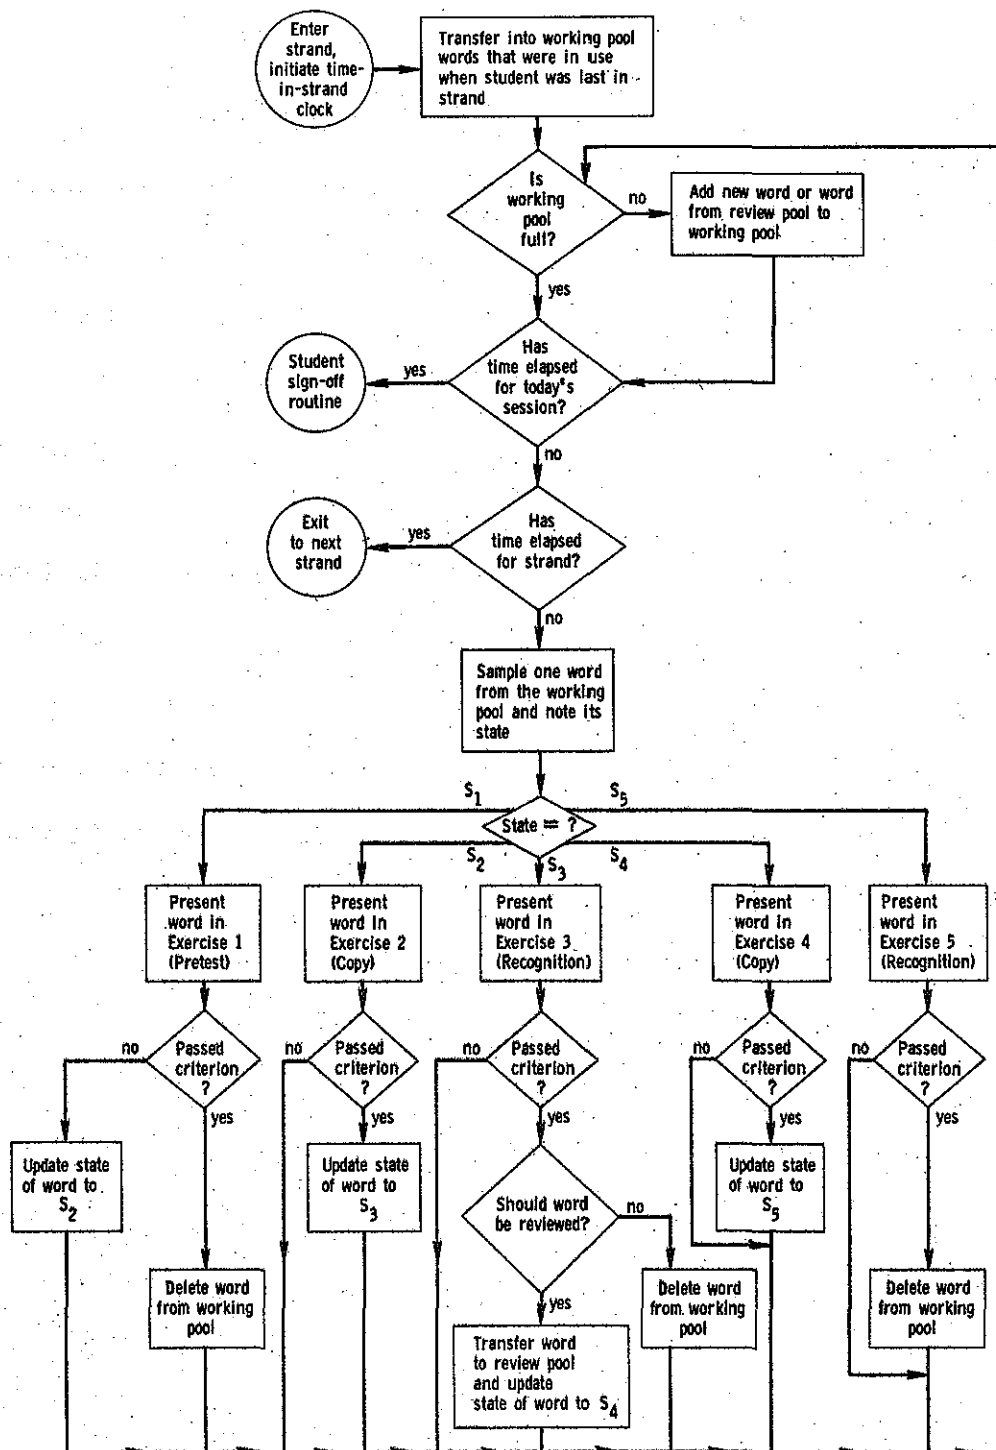 Enter
strand,
initiate time-
in-strand
clock
Transfer into working pool
words that were in use
when student was last in
strand
Is
working
pool
full?
no
Add new word or word
from review pool to
working pool
yes
Has
time elapsed
for today's
session?
yes
Student
sign-off
routine
no
Has
time elapsed
for strand?
yes
Exit
to next
strand
no
Sample one word
from the working
pool and note its
state
State = ?
S1
S2
S3
S4
S5
Present
word in
Exercise 1
(Pretest)
Present
word in
Exercise 2
(Copy)
Present
word in
Exercise 3
(Recognition)
Present
word in
Exercise 4
(Copy)
Present
word in
Exercise 5
(Recognition)
no
Passed
criterion
?
yes
no
Passed
criterion
?
yes
no
Passed
criterion
?
yes
no
Passed
criterion
?
yes
no
Passed
criterion
?
yes
Update state
of word to
S2
Update state
of word to
S3
Should word
be reviewed?
no
yes
Update state
of word to
S5
Delete word
from working
pool
Transfer word
to review pool
and update
state of word to S4
Delete word
from working
pool
Delete word
from working
pool